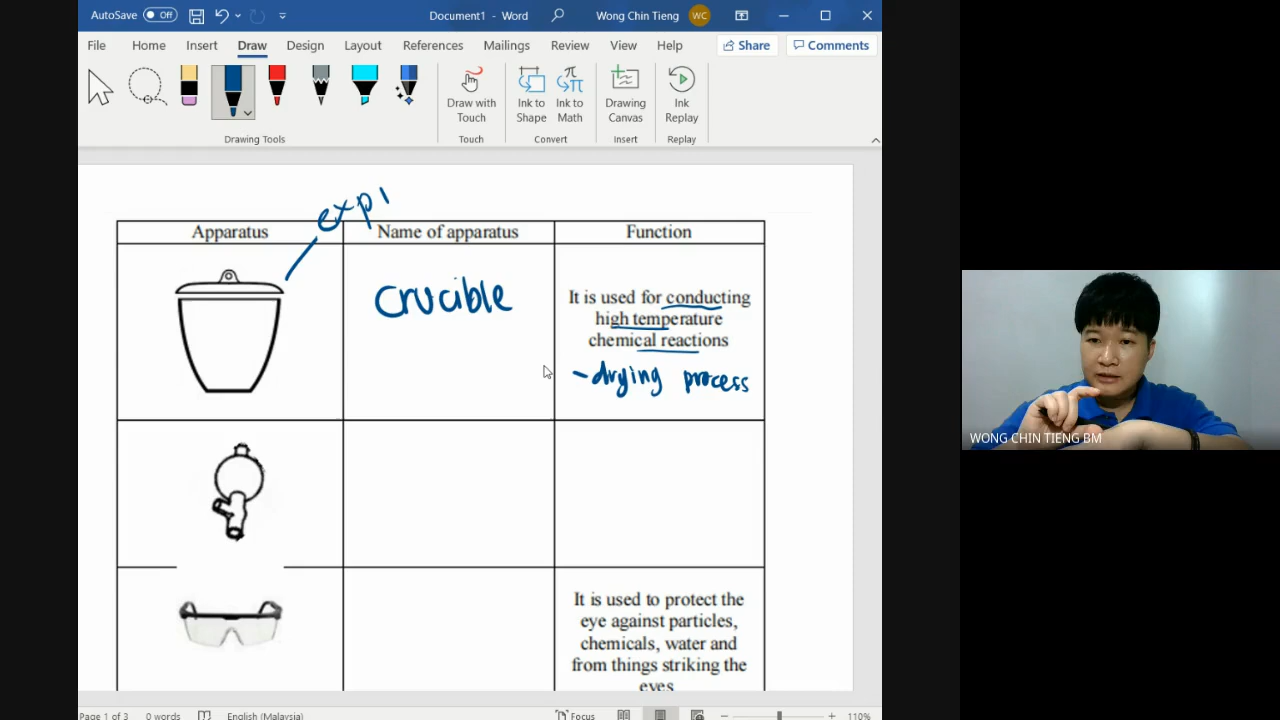 AutoSave Off
Document1 - Word
Wong Chin Tieng WC
File Home Insert Draw Design Layout References Mailings Review View Help Share Comments
Draw with Touch
Ink to Shape
Ink to Math
Drawing Canvas
Ink Replay
Drawing Tools Touch Convert Insert Replay
Apparatus Name of apparatus Function
Crucible
It is used for conducting
high temperature
chemical reactions
- drying process
It is used to protect the
eye against particles,
chemicals, water and
from things striking the
eyes
Page 1 of 3 0 words English (Malaysia) Focus 110%
WONG CHIN TIENG BM